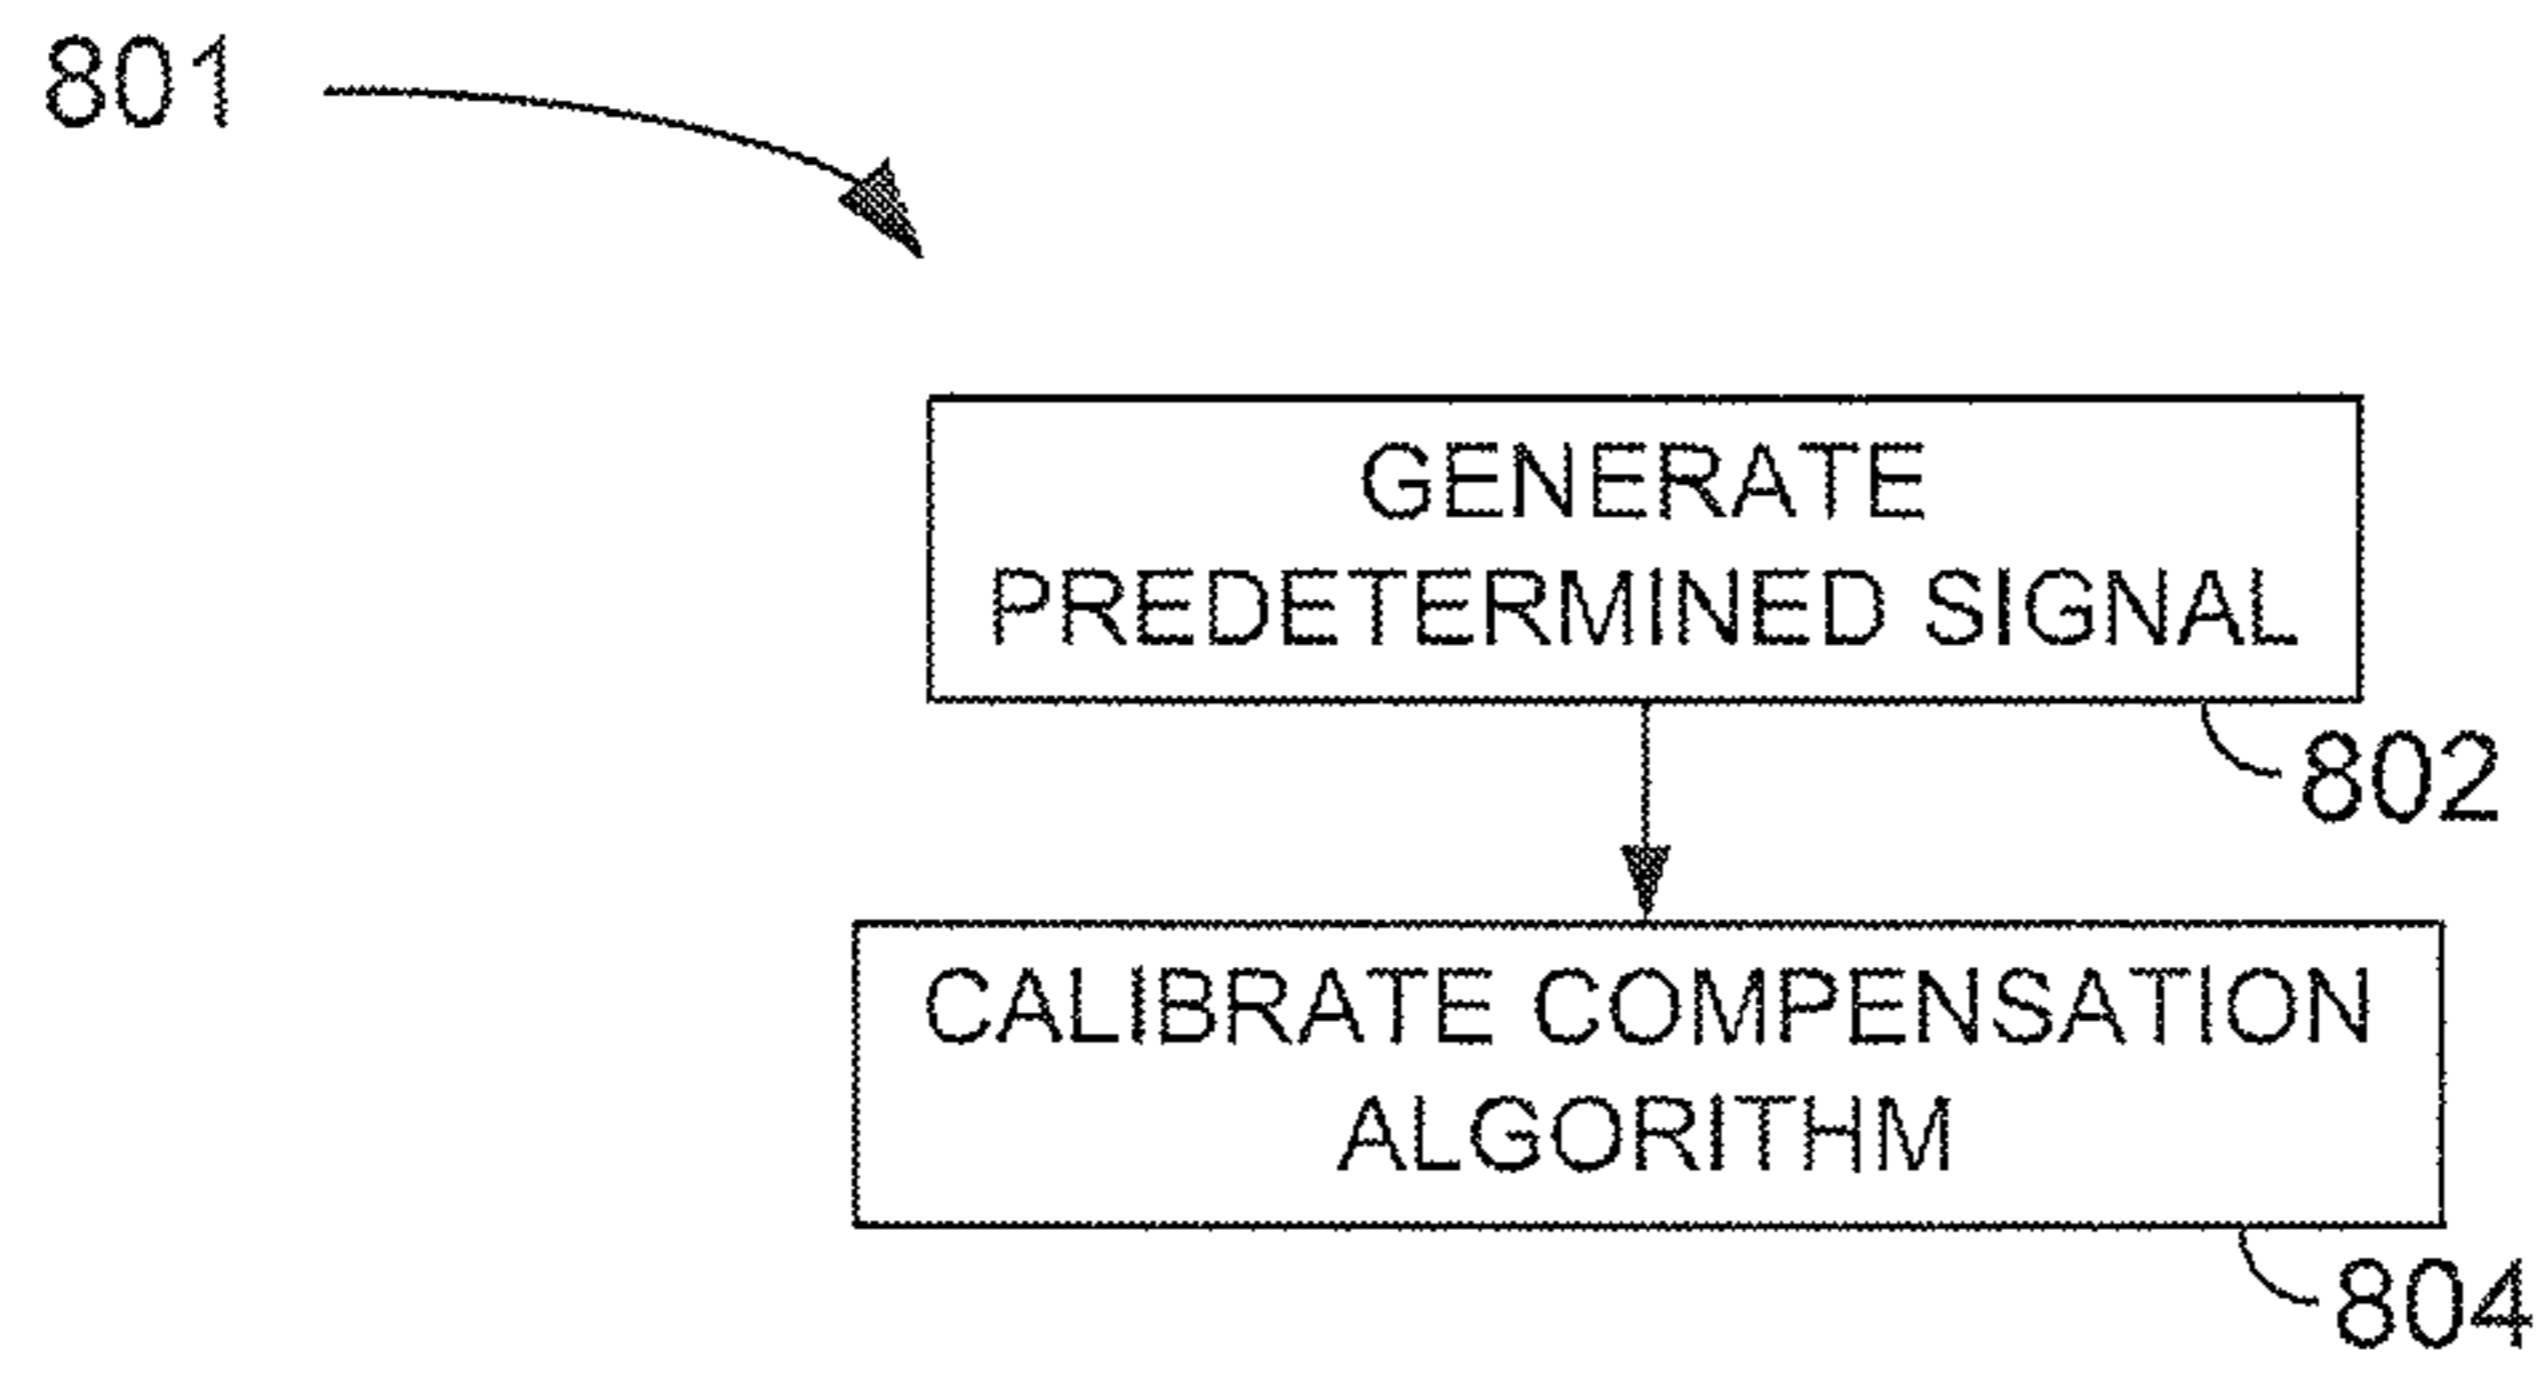 801
GENERATE
PREDETERMINED SIGNAL
802
CALIBRATE COMPENSATION
ALGORITHM
804